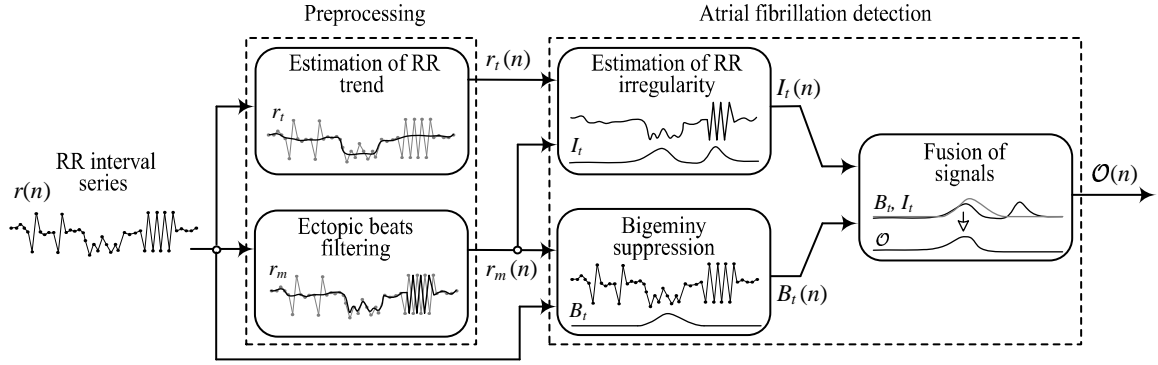 Preprocessing
Atrial fibrillation detection
RR interval
series
r(n)
Estimation of RR
trend
r_t
r_t(n)
Ectopic beats
filtering
r_m
r_m(n)
Estimation of RR
irregularity
I_t
I_t(n)
Bigeminy
suppression
B_t
B_t(n)
Fusion of
signals
B_t, I_t
𝒪
𝒪(n)